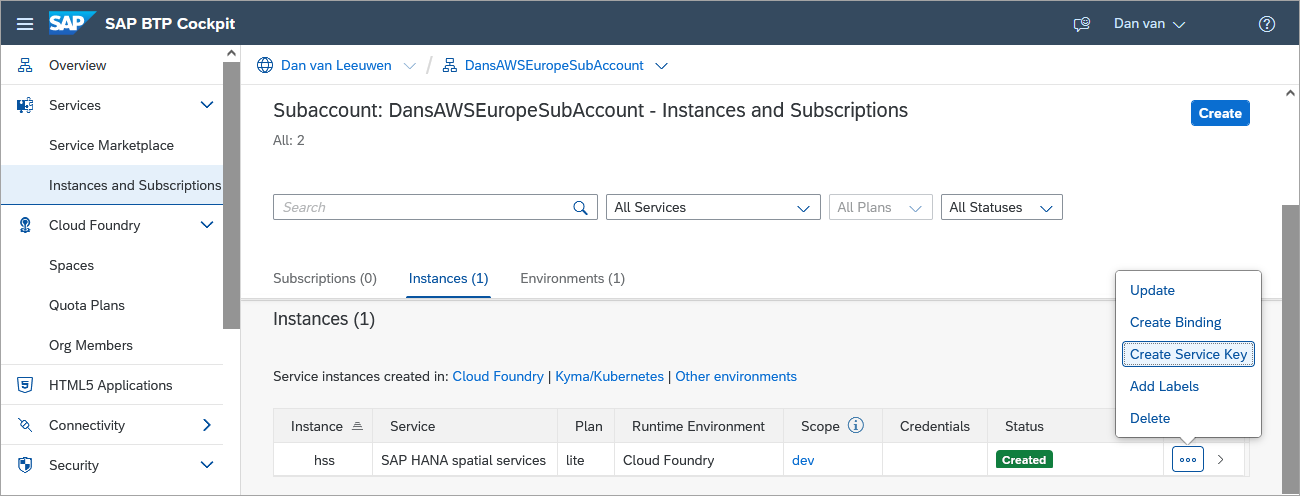 SAP SAP BTP Cockpit Dan van
Overview
Services
Service Marketplace
Instances and Subscriptions
Cloud Foundry
Spaces
Quota Plans
Org Members
HTML5 Applications
Connectivity
Security
Dan van Leeuwen / DansAWSEuropeSubAccount
Subaccount: DansAWSEuropeSubAccount - Instances and Subscriptions
Create
All: 2
Search
All Services
All Plans
All Statuses
Subscriptions (0) Instances (1) Environments (1)
Instances (1)
Service instances created in: Cloud Foundry | Kyma/Kubernetes | Other environments
Update
Create Binding
Create Service Key
Add Labels
Delete
Instance Service Plan Runtime Environment Scope Credentials Status
hss SAP HANA spatial services lite Cloud Foundry dev Created